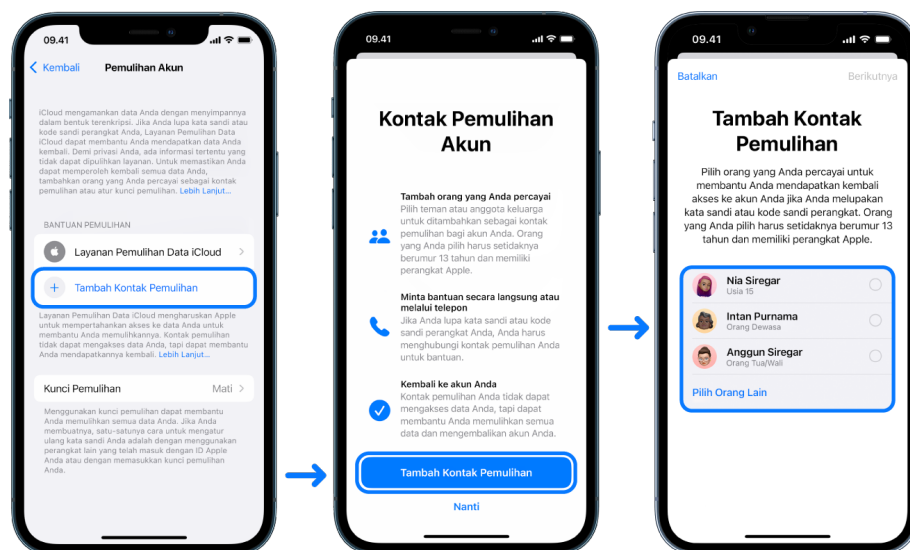 09.41
Kembali
Pemulihan Akun
iCloud mengamankan data Anda dengan menyimpannya
dalam bentuk terenkripsi. Jika Anda lupa kata sandi atau
kode sandi perangkat Anda, Layanan Pemulihan Data
iCloud dapat membantu Anda mendapatkan data Anda
kembali. Demi privasi Anda, ada informasi tertentu yang
tidak dapat dipulihkan layanan. Untuk memastikan Anda
dapat memperoleh kembali semua data Anda,
tambahkan orang yang Anda percayai sebagai kontak
pemulihan atau atur kunci pemulihan. Lebih Lanjut...
BANTUAN PEMULIHAN
Layanan Pemulihan Data iCloud
Tambah Kontak Pemulihan
Layanan Pemulihan Data iCloud mengharuskan Apple
untuk mempertahankan akses ke data Anda untuk
membantu Anda memulihkannya. Kontak pemulihan
tidak dapat mengakses data Anda, tapi dapat membantu
Anda mendapatkannya kembali. Lebih Lanjut...
Kunci Pemulihan
Mati
Menggunakan kunci pemulihan dapat membantu
Anda memulihkan semua data Anda. Jika Anda
membuatnya, satu-satunya cara untuk mengatur
ulang kata sandi Anda adalah dengan menggunakan
perangkat lain yang telah masuk dengan ID Apple
Anda atau dengan memasukkan kunci pemulihan
Anda.
09.41
Kontak Pemulihan
Akun
Tambah orang yang Anda percayai
Pilih teman atau anggota keluarga
untuk ditambahkan sebagai kontak
pemulihan bagi akun Anda. Orang
yang Anda pilih harus setidaknya
berumur 13 tahun dan memiliki
perangkat Apple.
Minta bantuan secara langsung atau
melalui telepon
Jika Anda lupa kata sandi atau kode
sandi perangkat Anda, Anda harus
menghubungi kontak pemulihan Anda
untuk bantuan.
Kembali ke akun Anda
Kontak pemulihan Anda tidak dapat
mengakses data Anda, tapi dapat
membantu Anda memulihkan semua
data dan mengembalikan akun Anda.
Tambah Kontak Pemulihan
Nanti
09.41
Batalkan
Berikutnya
Tambah Kontak
Pemulihan
Pilih orang yang Anda percayai untuk
membantu Anda mendapatkan kembali
akses ke akun Anda jika Anda melupakan
kata sandi atau kode sandi perangkat. Orang
yang Anda pilih harus setidaknya berumur 13
tahun dan memiliki perangkat Apple.
Nia Siregar
Usia 15
Intan Purnama
Orang Dewasa
Anggun Siregar
Orang Tua/Wali
Pilih Orang Lain